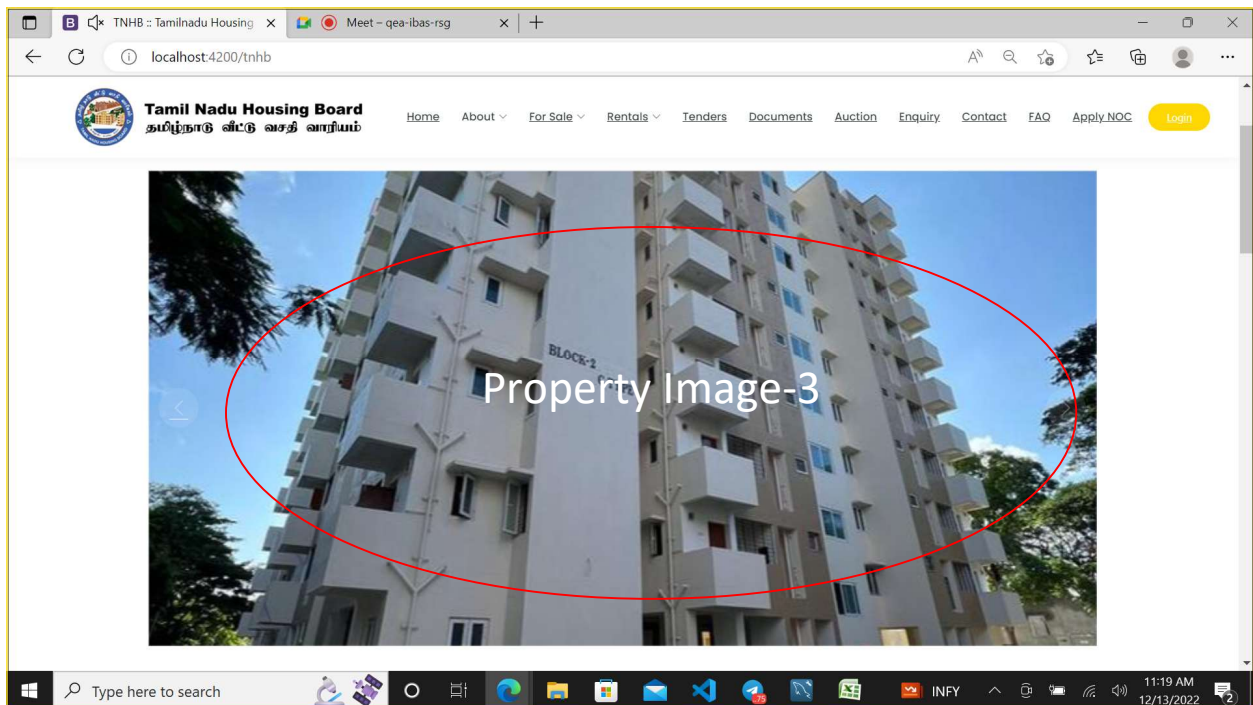 TNHB :: Tamilnadu Housing
Meet – qea-ibas-rsg
localhost:4200/tnhb
Tamil Nadu Housing Board
தமிழ்நாடு வீட்டு வசதி வாரியம்
Home About For Sale Rentals Tenders Documents Auction Enquiry Contact FAQ Apply NOC Login
BLOCK-2
Property Image-3
Type here to search
75
INFY
11:19 AM
12/13/2022
2